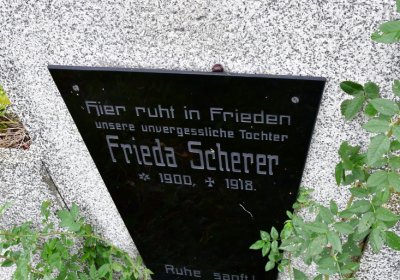 Hier ruht in Frieden
unsere unvergessliche Tochter
Frieda Scherer
* 1900, ✠ 1918.
Ruhe sanft!